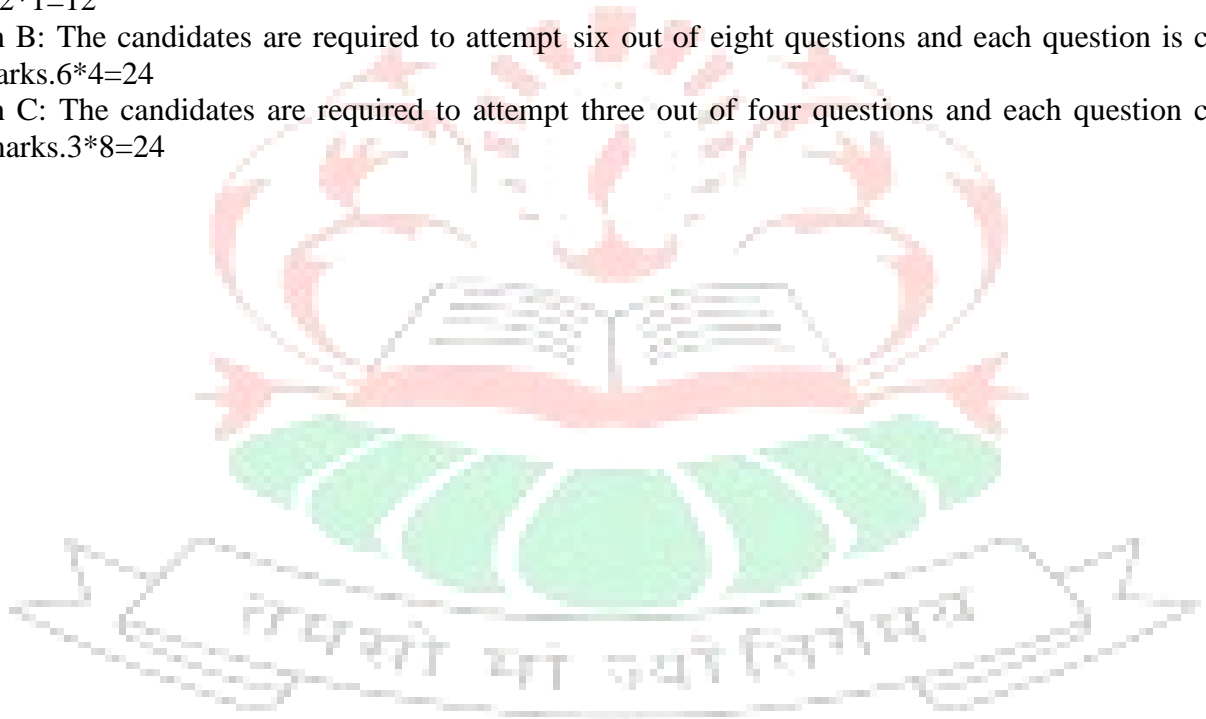 2*1=12
n B: The candidates are required to attempt six out of eight questions and each question is c
arks.6*4=24
n C: The candidates are required to attempt three out of four questions and each question c
narks.3*8=24